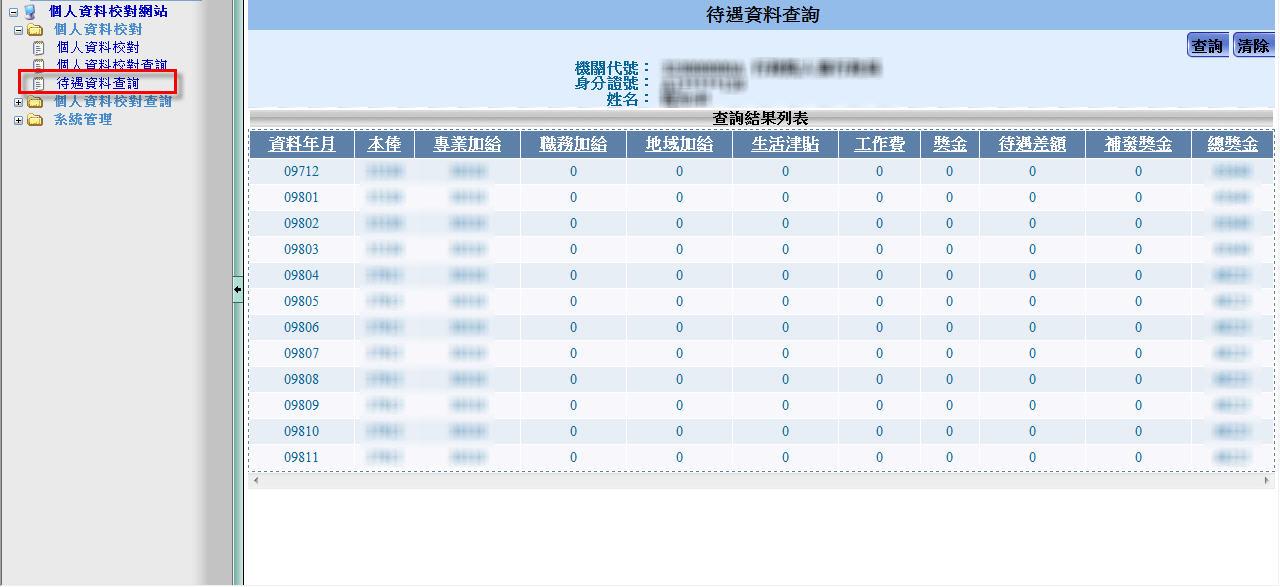 個人資料校對網站
個人資料校對
個人資料校對
個人資料校對查詢
待遇資料查詢
個人資料校對查詢
系統管理
待遇資料查詢
查詢 清除
機關代號：
身分證號：
姓名：
查詢結果列表
資料年月 本俸 專業加給 職務加給 地域加給 生活津貼 工作費 獎金 待遇差額 補發獎金 總獎金
09712 0 0 0 0 0 0 0
09801 0 0 0 0 0 0 0
09802 0 0 0 0 0 0 0
09803 0 0 0 0 0 0 0
09804 0 0 0 0 0 0 0
09805 0 0 0 0 0 0 0
09806 0 0 0 0 0 0 0
09807 0 0 0 0 0 0 0
09808 0 0 0 0 0 0 0
09809 0 0 0 0 0 0 0
09810 0 0 0 0 0 0 0
09811 0 0 0 0 0 0 0